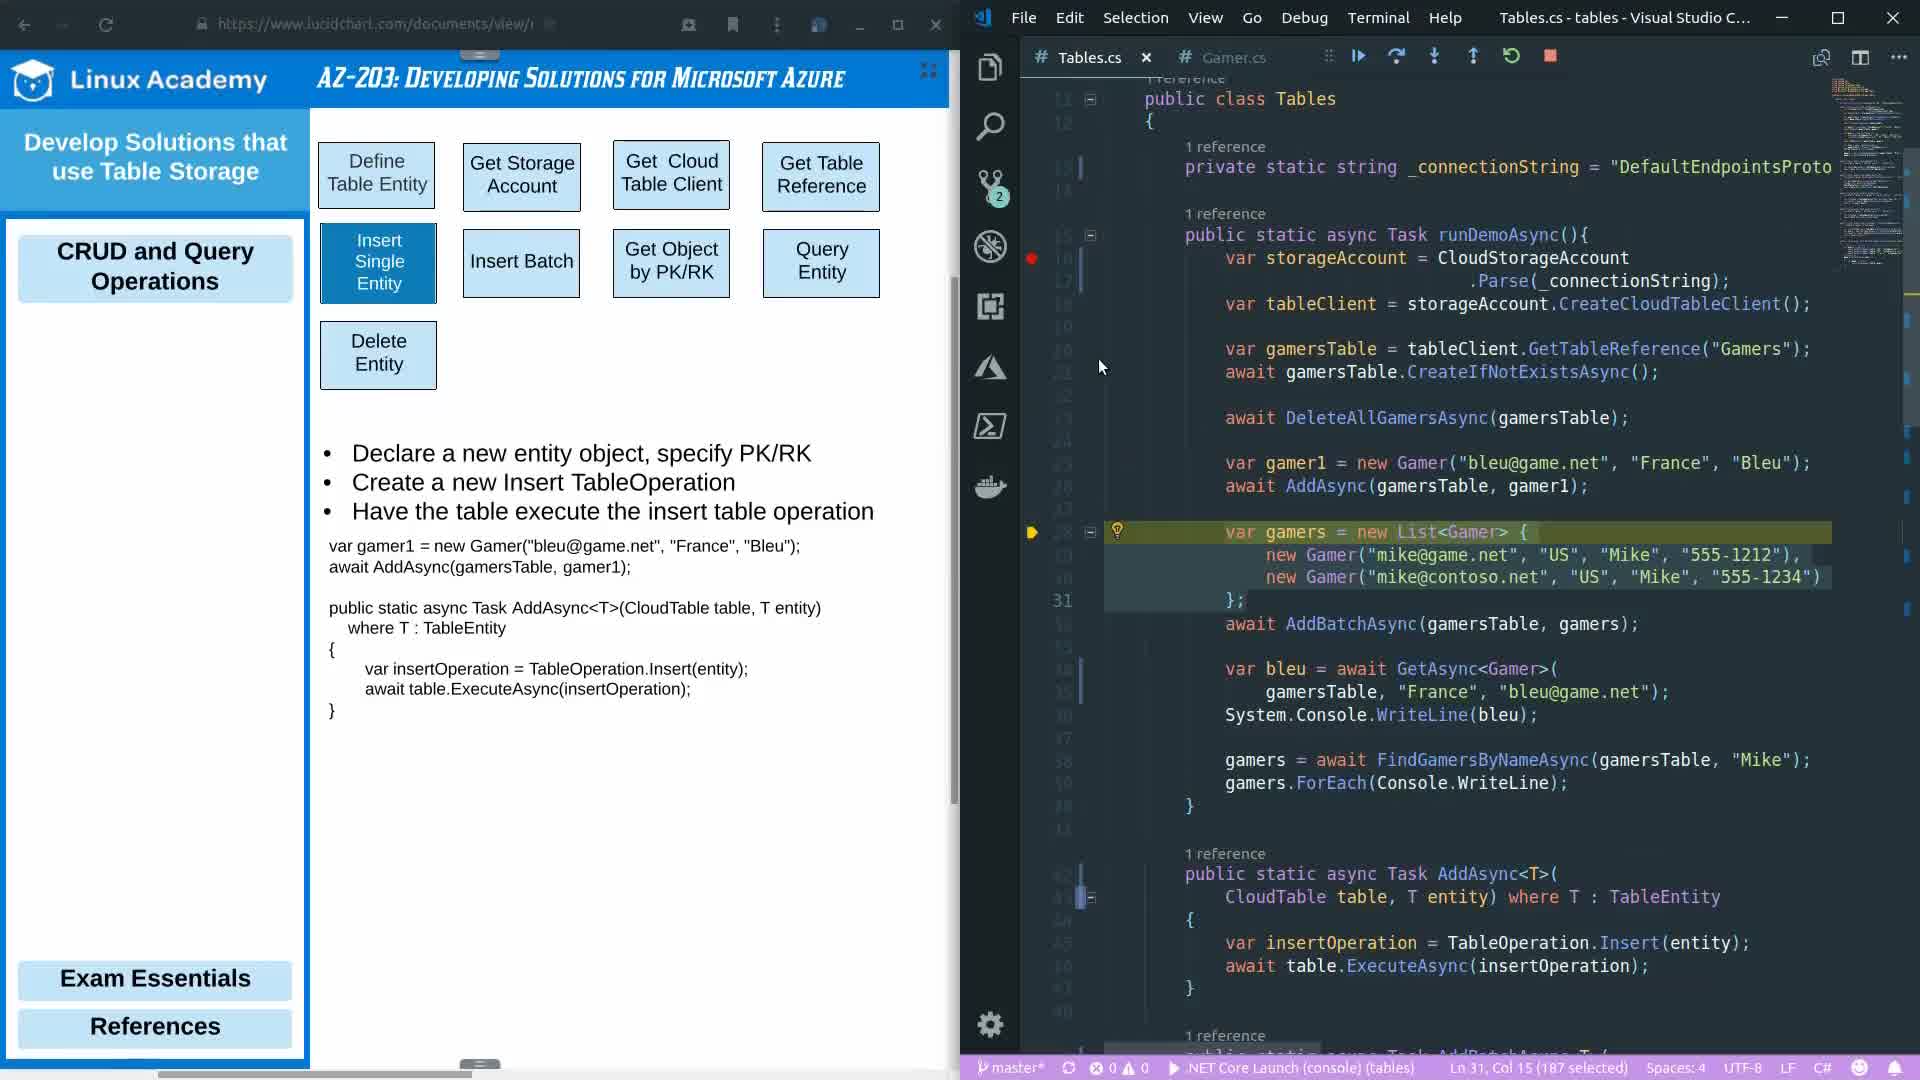 https://www.lucidchart.com/documents/view/
Linux Academy
AZ-203: Developing Solutions for Microsoft Azure
Develop Solutions that
use Table Storage
CRUD and Query
Operations
Exam Essentials
References
Define
Table Entity
Get Storage
Account
Get Cloud
Table Client
Get Table
Reference
Insert
Single
Entity
Insert Batch
Get Object
by PK/RK
Query
Entity
Delete
Entity
• Declare a new entity object, specify PK/RK
• Create a new Insert TableOperation
• Have the table execute the insert table operation
var gamer1 = new Gamer("bleu@game.net", "France", "Bleu");
await AddAsync(gamersTable, gamer1);
public static async Task AddAsync<T>(CloudTable table, T entity)
where T : TableEntity
{
var insertOperation = TableOperation.Insert(entity);
await table.ExecuteAsync(insertOperation);
}
File Edit Selection View Go Debug Terminal Help Tables.cs - tables - Visual Studio C...
# Tables.cs # Gamer.cs
1 reference
public class Tables
{
1 reference
private static string _connectionString = "DefaultEndpointsProto
1 reference
public static async Task runDemoAsync(){
var storageAccount = CloudStorageAccount
.Parse(_connectionString);
var tableClient = storageAccount.CreateCloudTableClient();
var gamersTable = tableClient.GetTableReference("Gamers");
await gamersTable.CreateIfNotExistsAsync();
await DeleteAllGamersAsync(gamersTable);
var gamer1 = new Gamer("bleu@game.net", "France", "Bleu");
await AddAsync(gamersTable, gamer1);
var gamers = new List<Gamer> {
new Gamer("mike@game.net", "US", "Mike", "555-1212"),
new Gamer("mike@contoso.net", "US", "Mike", "555-1234")
31 };
await AddBatchAsync(gamersTable, gamers);
var bleu = await GetAsync<Gamer>(
gamersTable, "France", "bleu@game.net");
System.Console.WriteLine(bleu);
gamers = await FindGamersByNameAsync(gamersTable, "Mike");
gamers.ForEach(Console.WriteLine);
}
1 reference
public static async Task AddAsync<T>(
CloudTable table, T entity) where T : TableEntity
{
var insertOperation = TableOperation.Insert(entity);
await table.ExecuteAsync(insertOperation);
}
1 reference
2
master* 0 0 .NET Core Launch (console) (tables) Ln 31, Col 15 (187 selected) Spaces: 4 UTF-8 LF C#